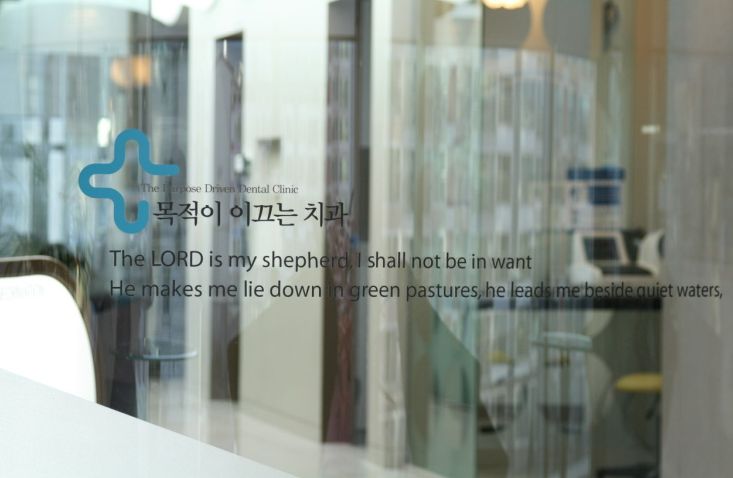 The Purpose Driven Dental Clinic
목적이 이끄는 치과
The LORD is my shepherd, I shall not be in want
He makes me lie down in green pastures, he leads me beside quiet waters,